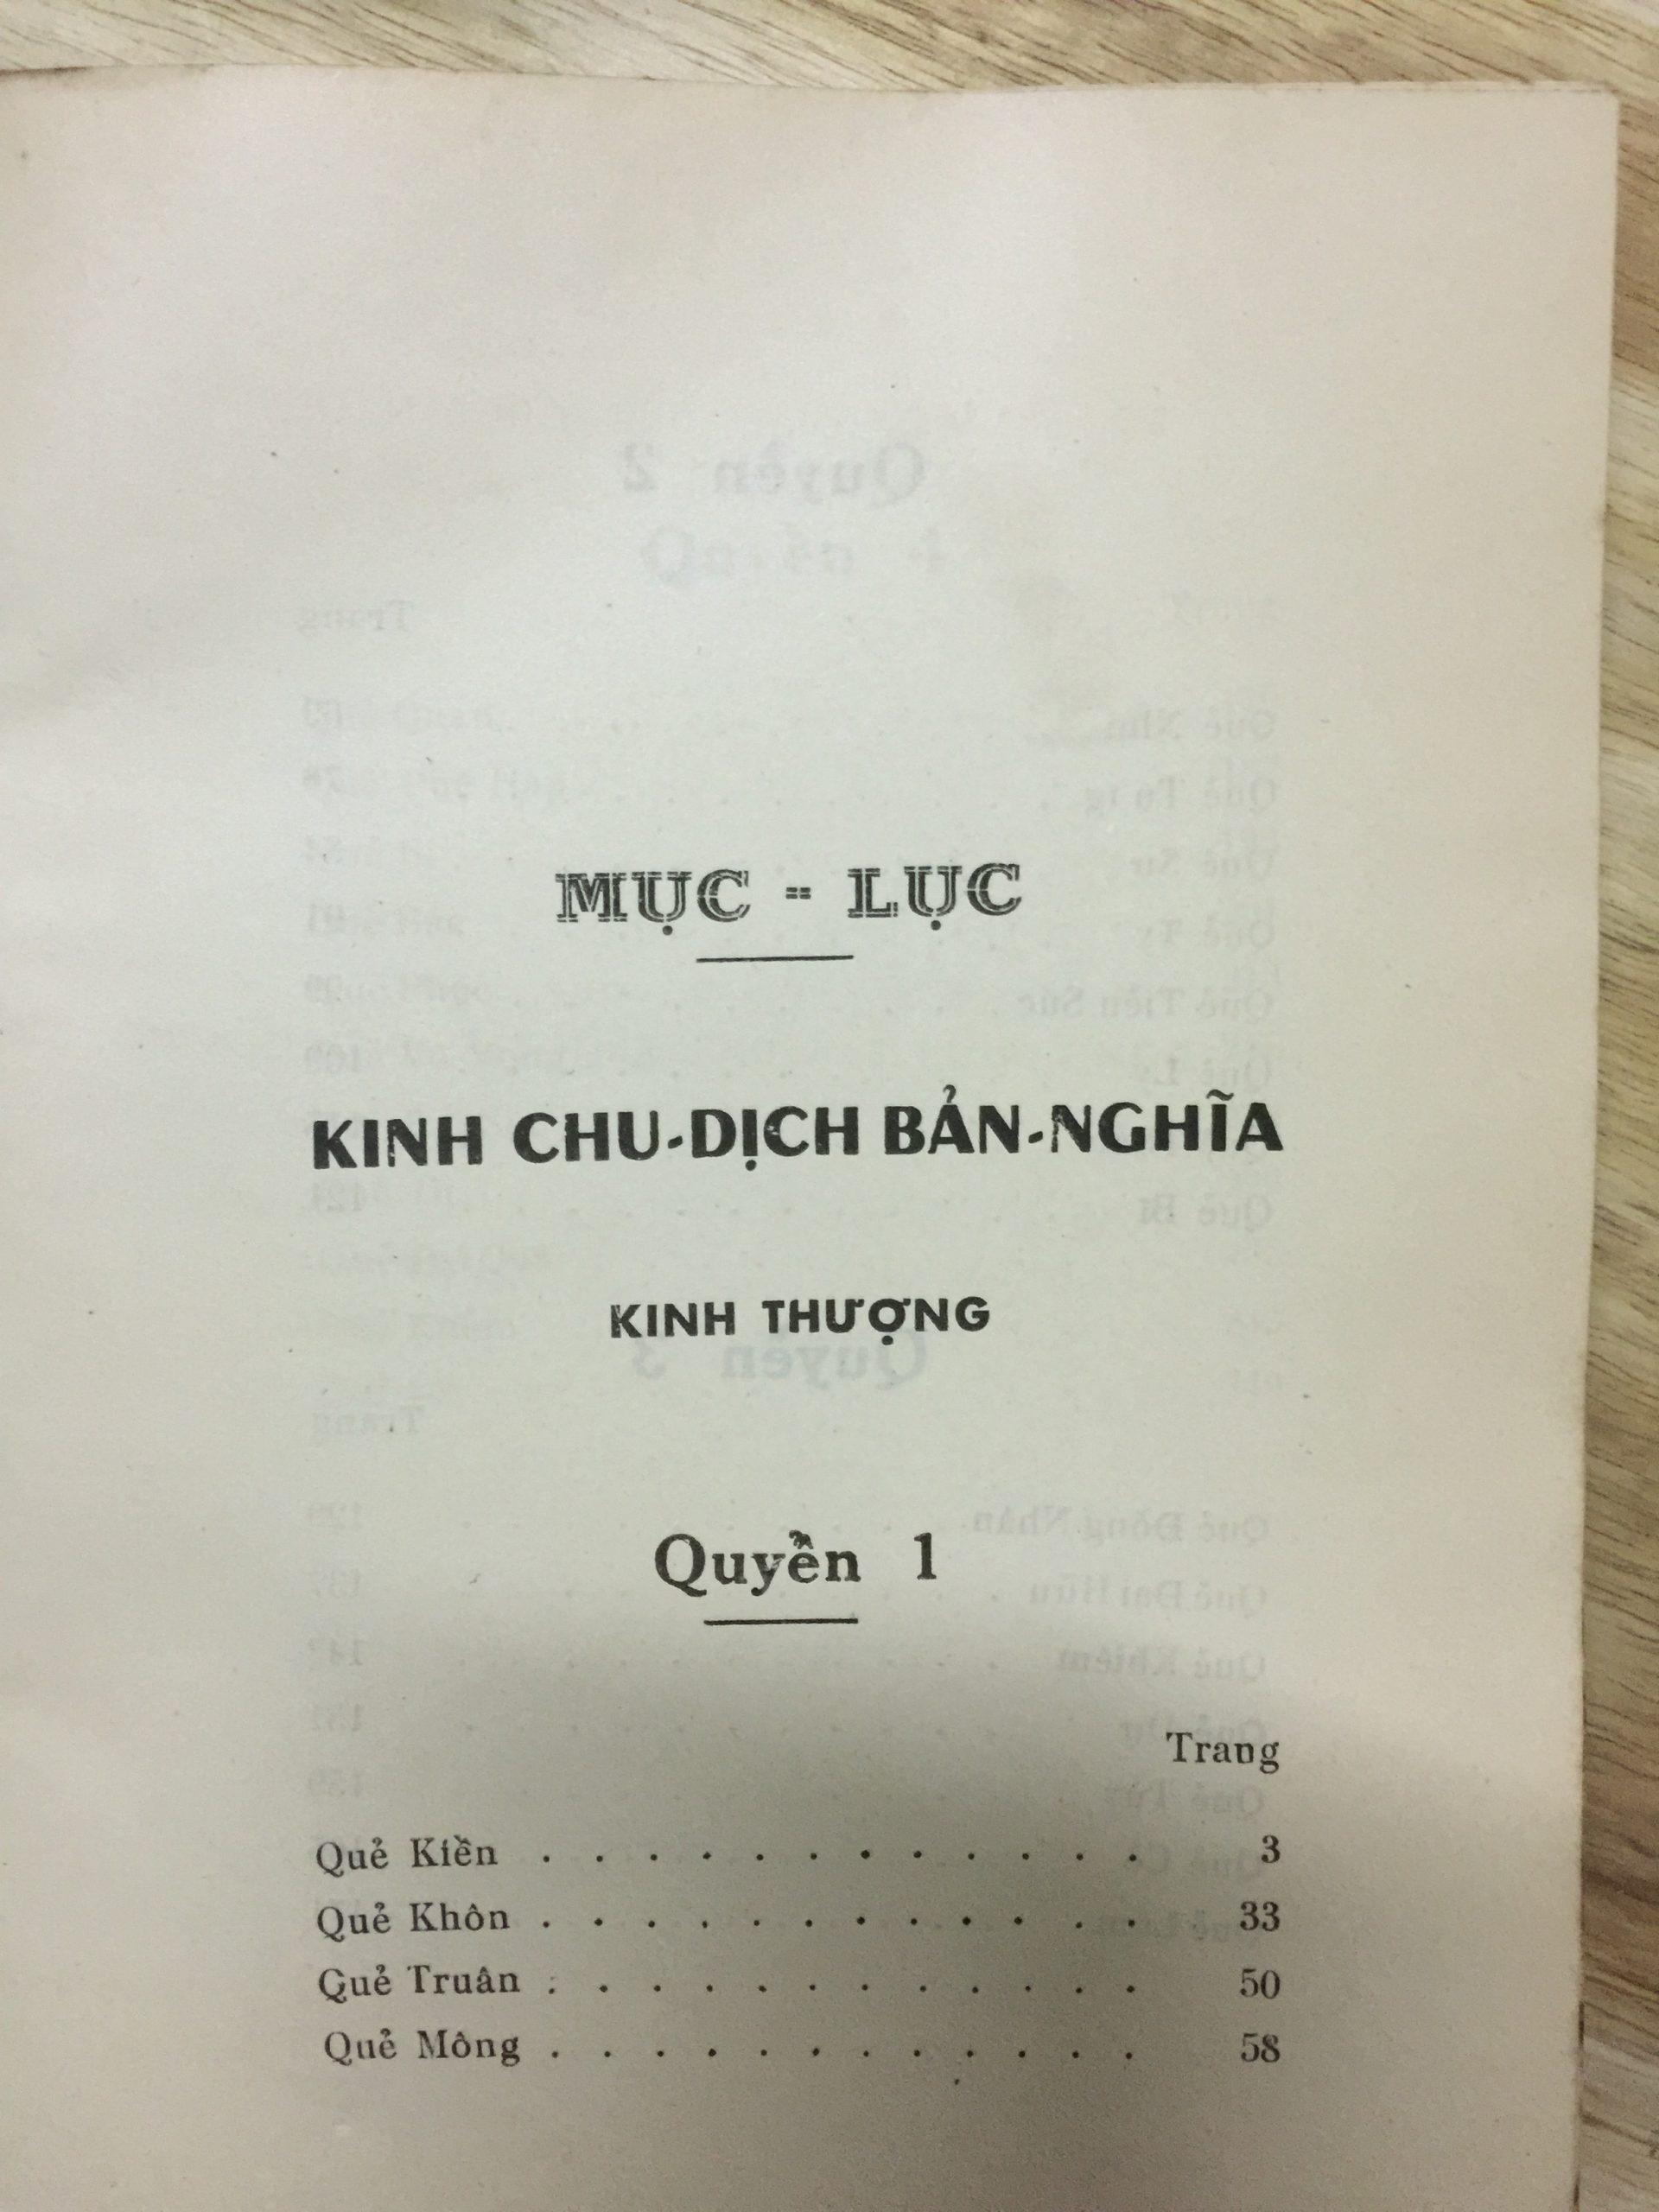 MỤC - LỤC
KINH CHU-DỊCH BẢN-NGHĨA
KINH THƯỢNG
Quyển 1
Trang
Quẻ Kiền . . . . . . . . . . . . 3
Quẻ Khôn . . . . . . . . . . . . 33
Quẻ Truân . . . . . . . . . . . . 50
Quẻ Mông . . . . . . . . . . . . 58